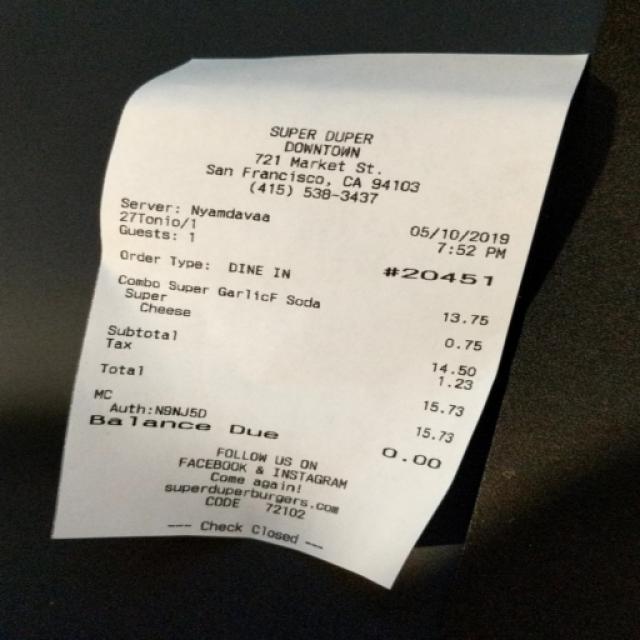 SUPER DUPER
DOWNTOWN
721 Market St.
San Francisco, CA 94103
(415) 538-3437
Server: Nyamdavaa 05/10/2019
27Tonio/1 7:52 PM
Guests: 1
#20451
Order Type: DINE IN
Combo Super GarlicF Soda 13.75
Super
Cheese 0.75
Subtotal 14.50
Tax 1.23
Total 15.73
MC 15.73
Auth:N9NJ5D
Balance Due 0.00
FOLLOW US ON
FACEBOOK & INSTAGRAM
Come again!
superduperburgers.com
CODE 72102
--- Check Closed ---